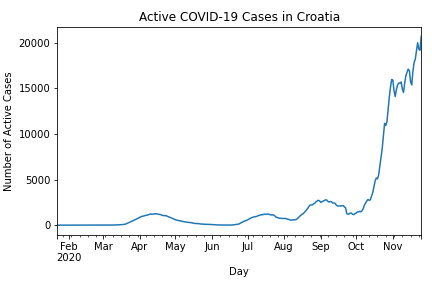 Active COVID-19 Cases in Croatia
Number of Active Cases
20000
15000
10000
5000
0
Feb Mar Apr May Jun Jul Aug Sep Oct Nov
2020
Day